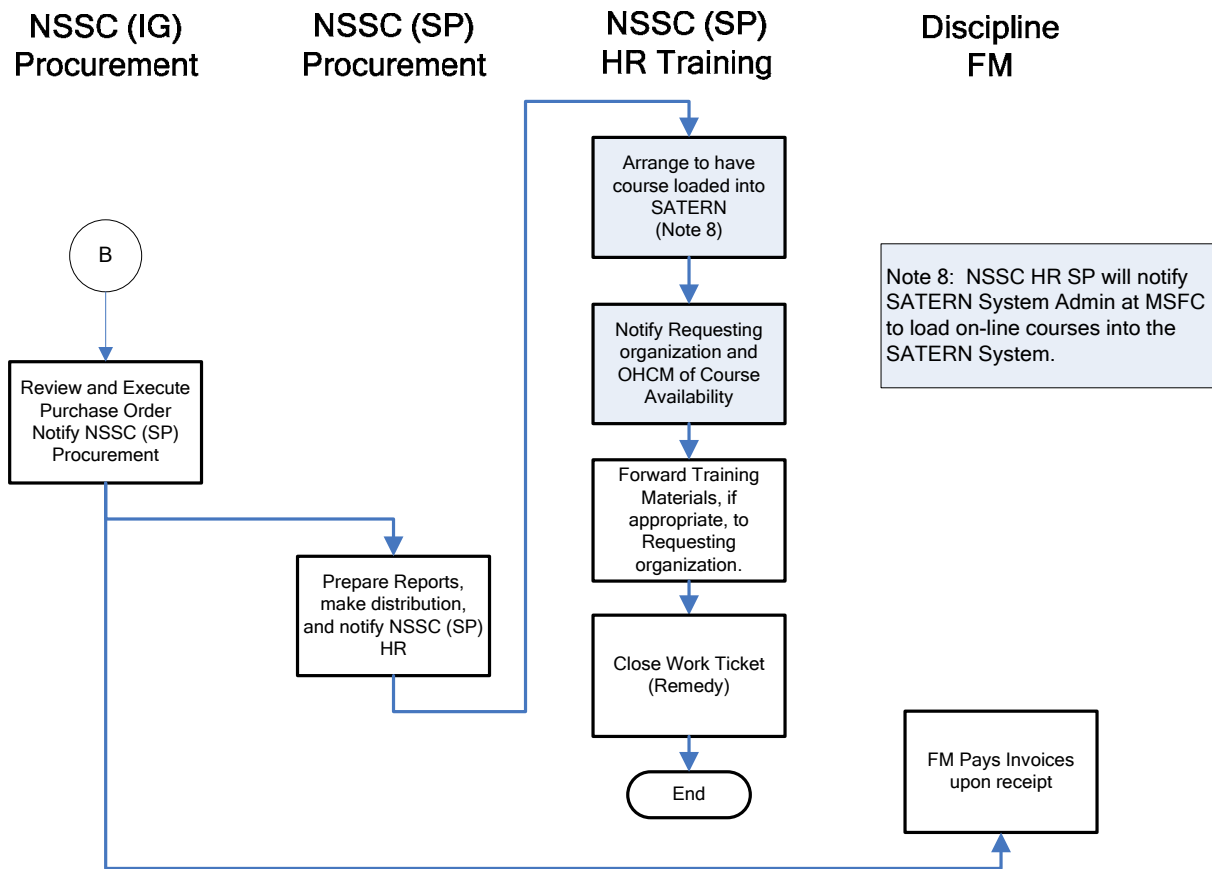 NSSC (IG)
Procurement
NSSC (SP)
Procurement
NSSC (SP)
HR Training
Discipline
FM
B
Review and Execute
Purchase Order
Notify NSSC (SP)
Procurement
Prepare Reports,
make distribution,
and notify NSSC (SP)
HR
Arrange to have
course loaded into
SATERN
(Note 8)
Notify Requesting
organization and
OHCM of Course
Availability
Forward Training
Materials, if
appropriate, to
Requesting
organization.
Close Work Ticket
(Remedy)
End
Note 8:  NSSC HR SP will notify
SATERN System Admin at MSFC
to load on-line courses into the
SATERN System.
FM Pays Invoices
upon receipt